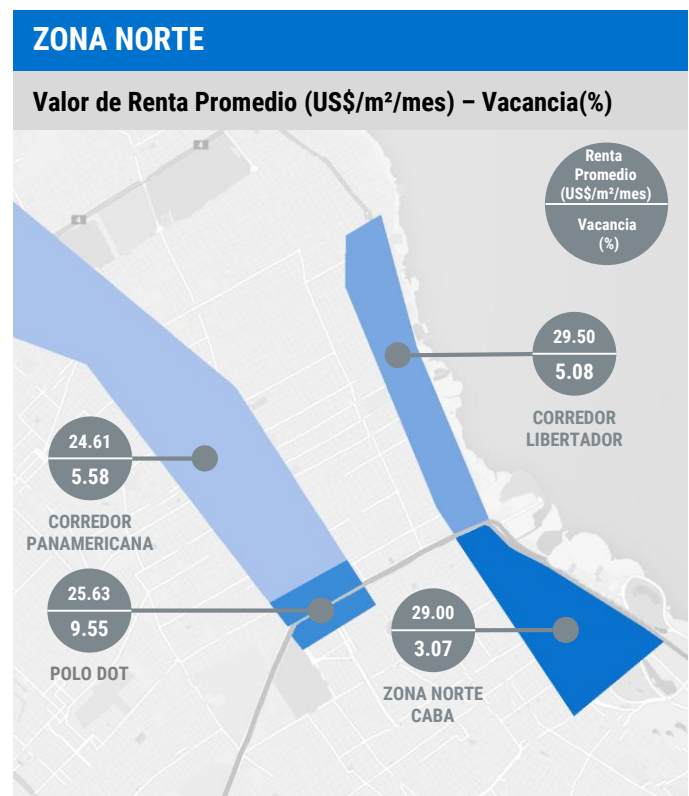 ZONA NORTE
Valor de Renta Promedio (US$/m²/mes) – Vacancia(%)
4
4
Renta
Promedio
(US$/m²/mes)
Vacancia
(%)
29.50
5.08
CORREDOR
LIBERTADOR
24.61
5.58
CORREDOR
PANAMERICANA
25.63
9.55
POLO DOT
29.00
3.07
ZONA NORTE
CABA